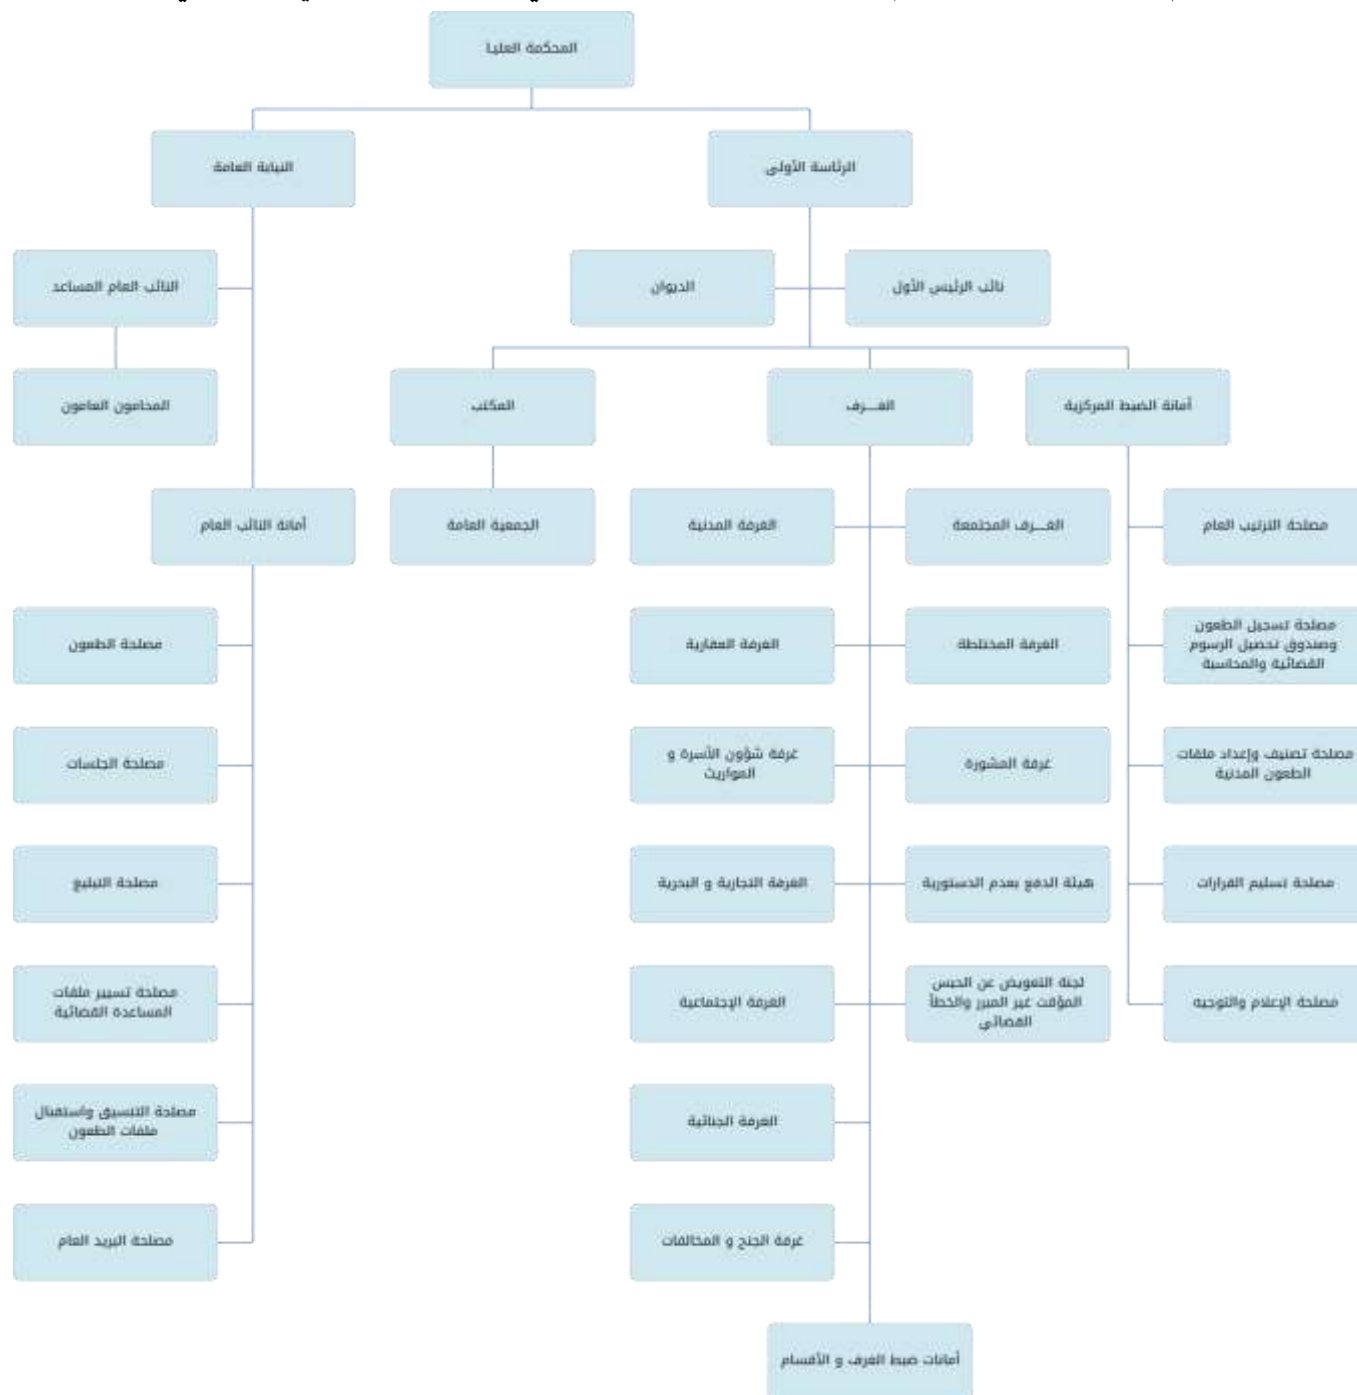 المحكمة العليا
الرئاسة الأولى
النيابة العامة
نائب الرئيس الأول
الديوان
النائب العام المساعد
أمانة الضبط المركزية
الغـــرف
المكتب
المحامون العامون
مصلحة الترتيب العام
الغـــرف المجتمعة
الغرفة المدنية
الجمعية العامة
أمانة النائب العام
مصلحة تسجيل الطعون
وصندوق تحصيل الرسوم
القضائية والمحاسبة
الغرفة المختلطة
الغرفة العقارية
مصلحة الطعون
مصلحة تصنيف وإعداد ملفات
الطعون المدنية
غرفة المشورة
غرفة شؤون الأسرة و
المواريث
مصلحة الجلسات
مصلحة تسليم القرارات
هيئة الدفع بعدم الدستورية
الغرفة التجارية و البحرية
مصلحة التبليغ
مصلحة الإعلام والتوجيه
لجنة التعويض عن الحبس
المؤقت غير المبرر والخطأ
القضائي
الغرفة الإجتماعية
مصلحة تسيير ملفات
المساعدة القضائية
الغرفة الجنائية
مصلحة التنسيق واستقبال
ملفات الطعون
غرفة الجنح و المخالفات
مصلحة البريد العام
أمانات ضبط الغرف و الأقسام